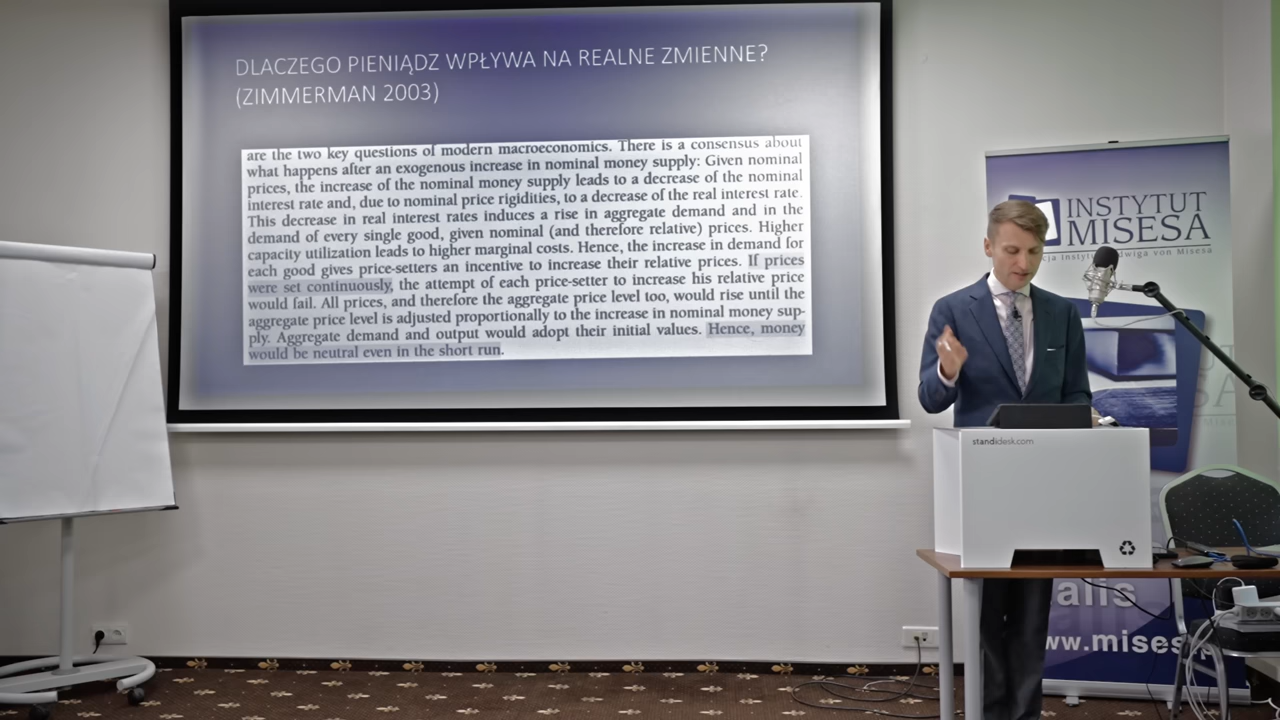 DLACZEGO PIENIĄDZ WPŁYWA NA REALNE ZMIENNE?
(ZIMMERMAN 2003)
are the two key questions of modern macroeconomics. There is a consensus about
what happens after an exogenous increase in nominal money supply: Given nominal
prices, the increase of the nominal money supply leads to a decrease of the nominal
interest rate and, due to nominal price rigidities, to a decrease of the real interest rate.
This decrease in real interest rates induces a rise in aggregate demand and in the
demand of every single good, given nominal (and therefore relative) prices. Higher
capacity utilization leads to higher marginal costs. Hence, the increase in demand for
each good gives price-setters an incentive to increase their relative prices. If prices
were set continuously, the attempt of each price-setter to increase his relative price
would fail. All prices, and therefore the aggregate price level too, would rise until the
aggregate price level is adjusted proportionally to the increase in nominal money sup-
ply. Aggregate demand and output would adopt their initial values. Hence, money
would be neutral even in the short run.
INSTYTUT
MISESA
cja Instytut dwiga von Misesa
standidesk.com
alis
ww.mises